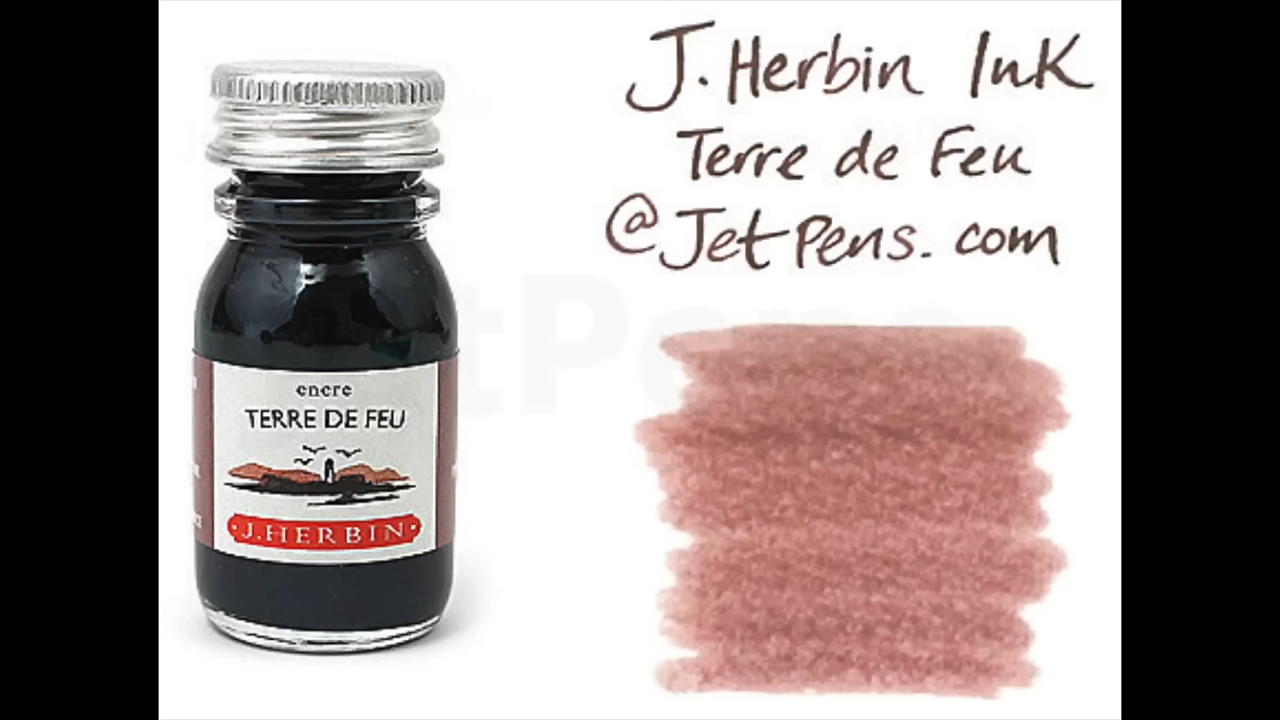 J. Herbin Ink
Terre de Feu
@JetPens.com
encre
TERRE DE FEU
· J. HERBIN ·